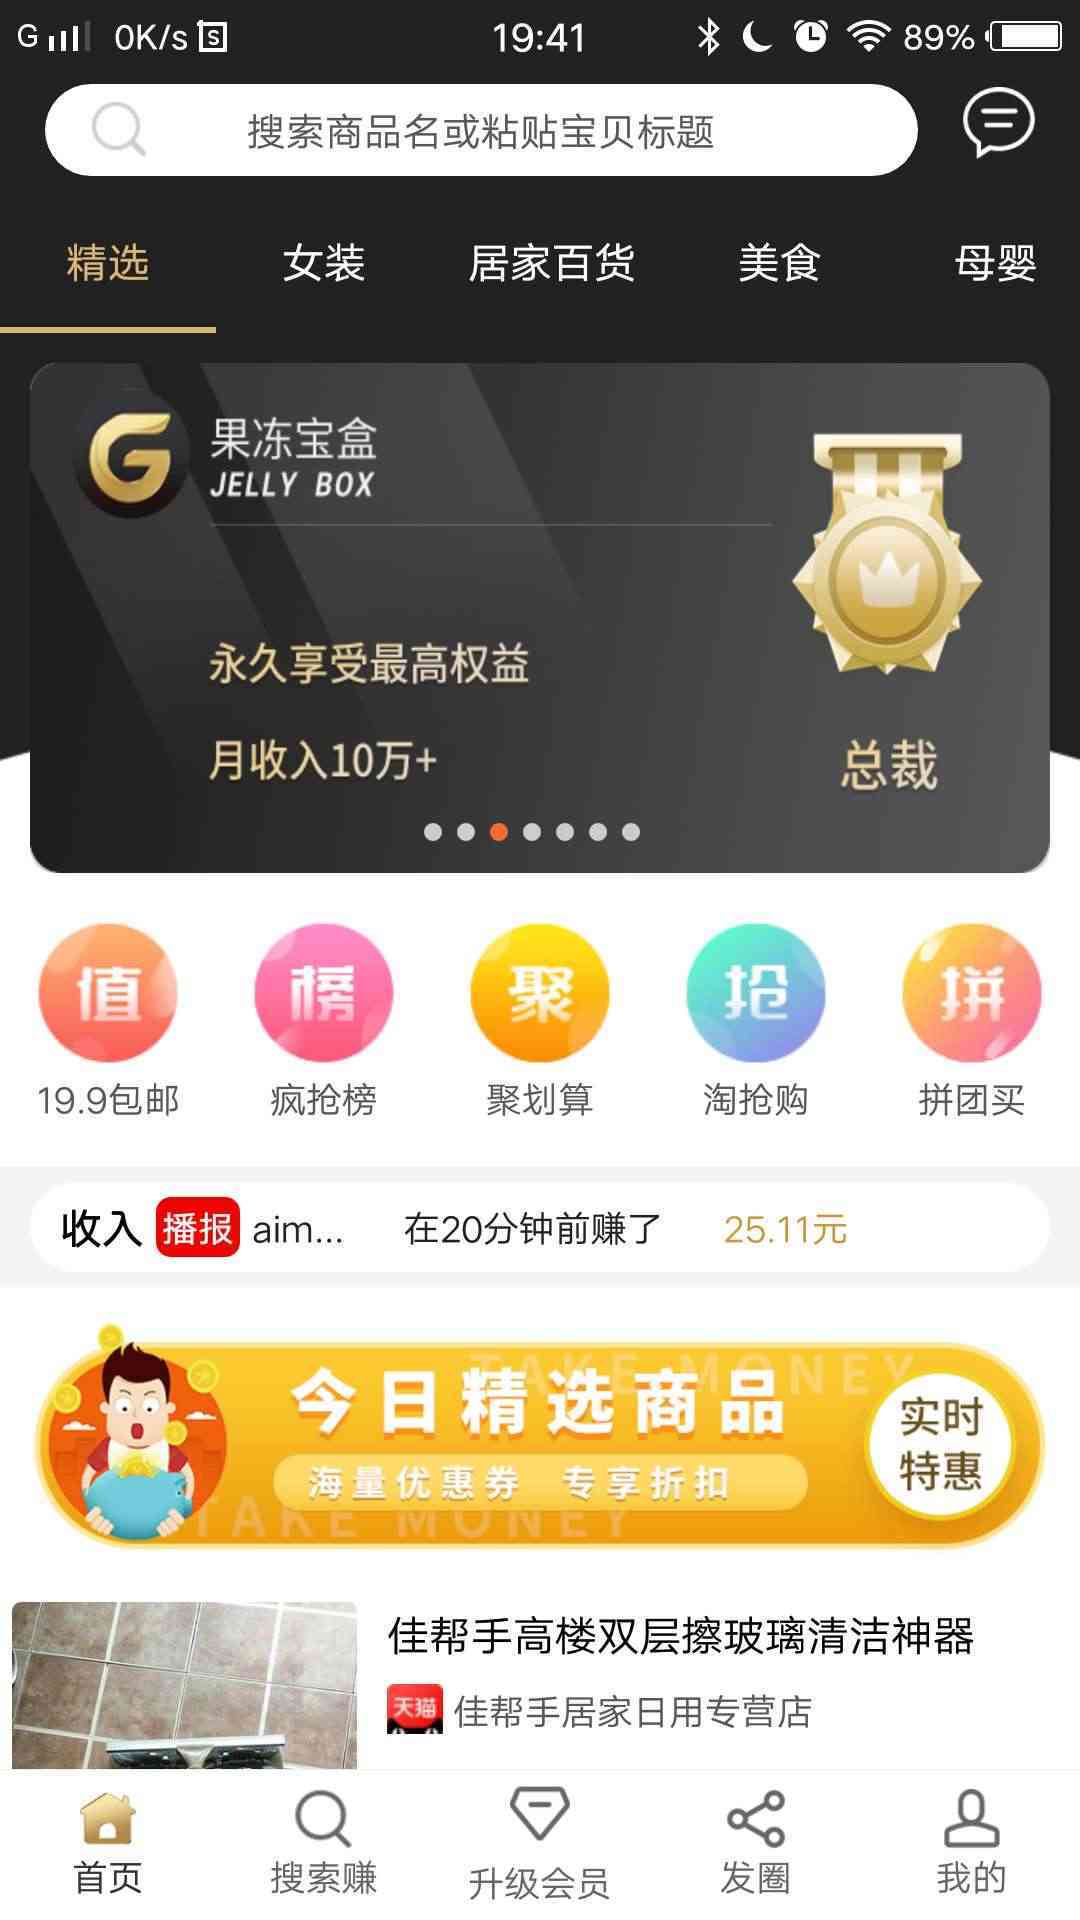 G 0K/s S 19:41 89%
搜索商品名或粘贴宝贝标题
精选 女装 居家百货 美食 母婴
G
果冻宝盒
JELLY BOX
永久享受最高权益
月收入10万+
总裁
值 榜 聚 抢 拼
19.9包邮 疯抢榜 聚划算 淘抢购 拼团买
收入 播报 aim... 在20分钟前赚了 25.11元
TAKE MONEY
今日精选商品
海量优惠券 专享折扣
实时
特惠
TAKE MONEY
佳帮手高楼双层擦玻璃清洁神器
天猫 佳帮手居家日用专营店
首页 搜索赚 升级会员 发圈 我的